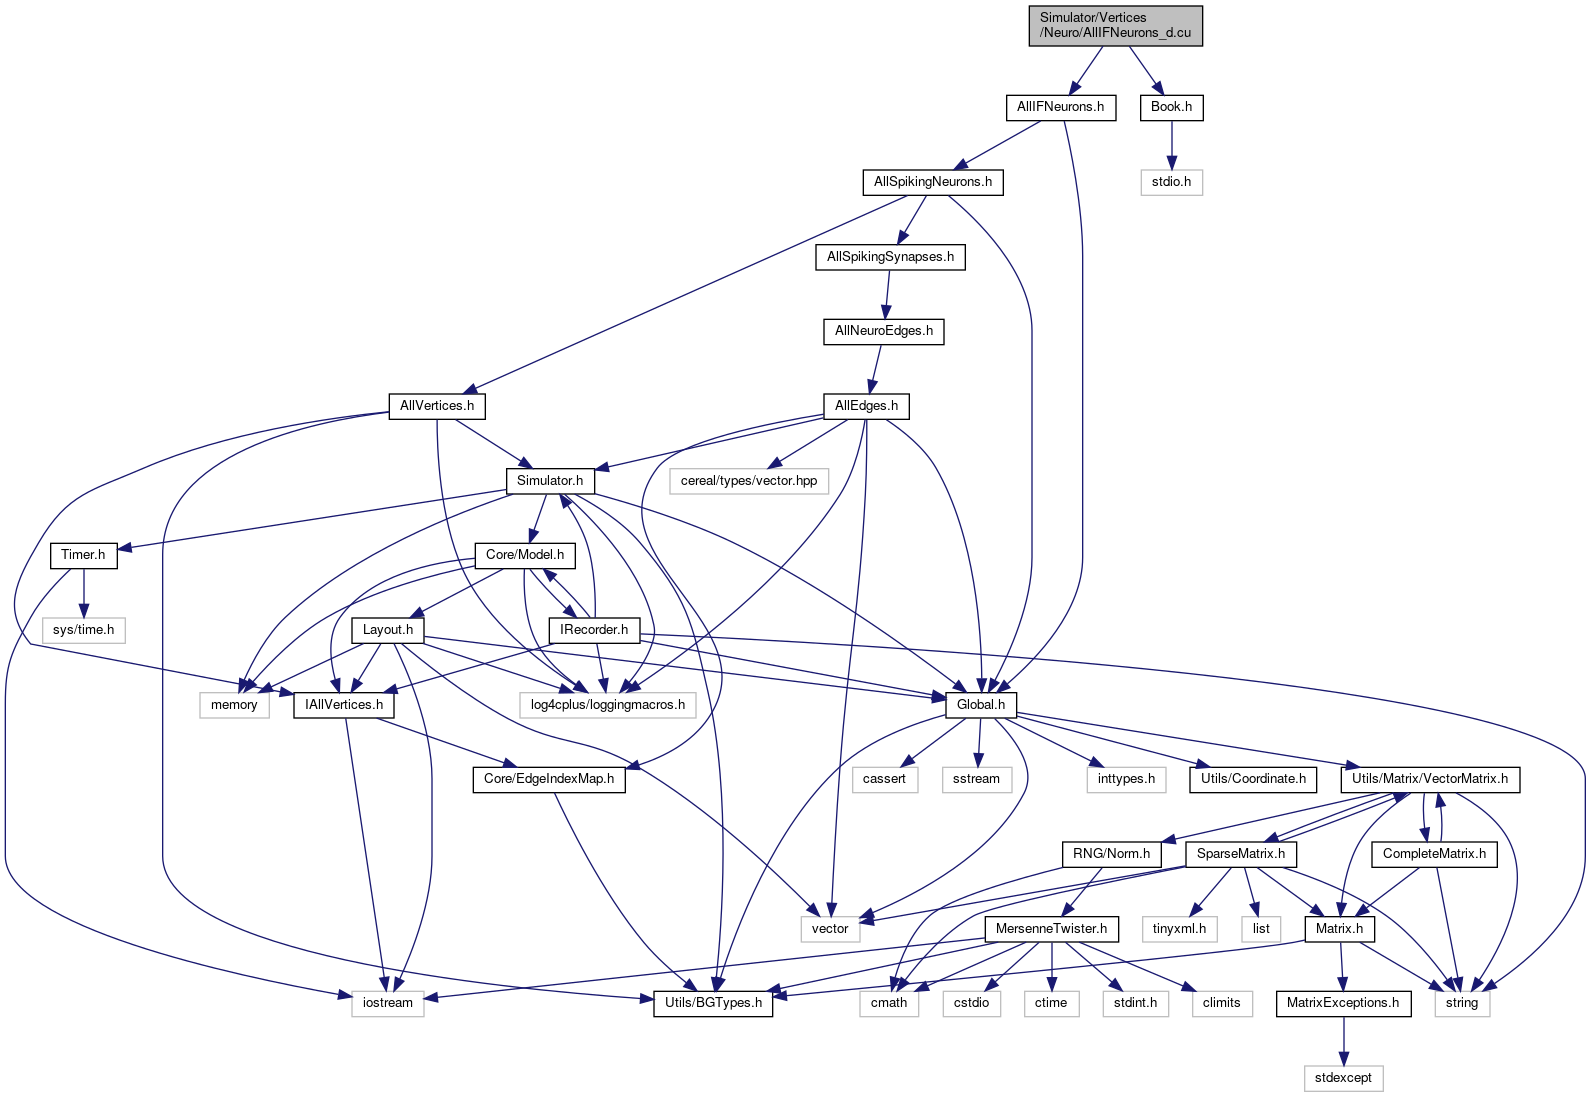 Simulator/Vertices
/Neuro/AllIFNeurons_d.cu
AllIFNeurons.h
Book.h
AllSpikingNeurons.h
stdio.h
AllSpikingSynapses.h
AllNeuroEdges.h
AllVertices.h
AllEdges.h
Simulator.h
cereal/types/vector.hpp
Timer.h
Core/Model.h
sys/time.h
Layout.h
IRecorder.h
memory
IAllVertices.h
log4cplus/loggingmacros.h
Global.h
Core/EdgeIndexMap.h
cassert
sstream
inttypes.h
Utils/Coordinate.h
Utils/Matrix/VectorMatrix.h
RNG/Norm.h
SparseMatrix.h
CompleteMatrix.h
vector
MersenneTwister.h
tinyxml.h
list
Matrix.h
iostream
Utils/BGTypes.h
cmath
cstdio
ctime
stdint.h
climits
MatrixExceptions.h
string
stdexcept